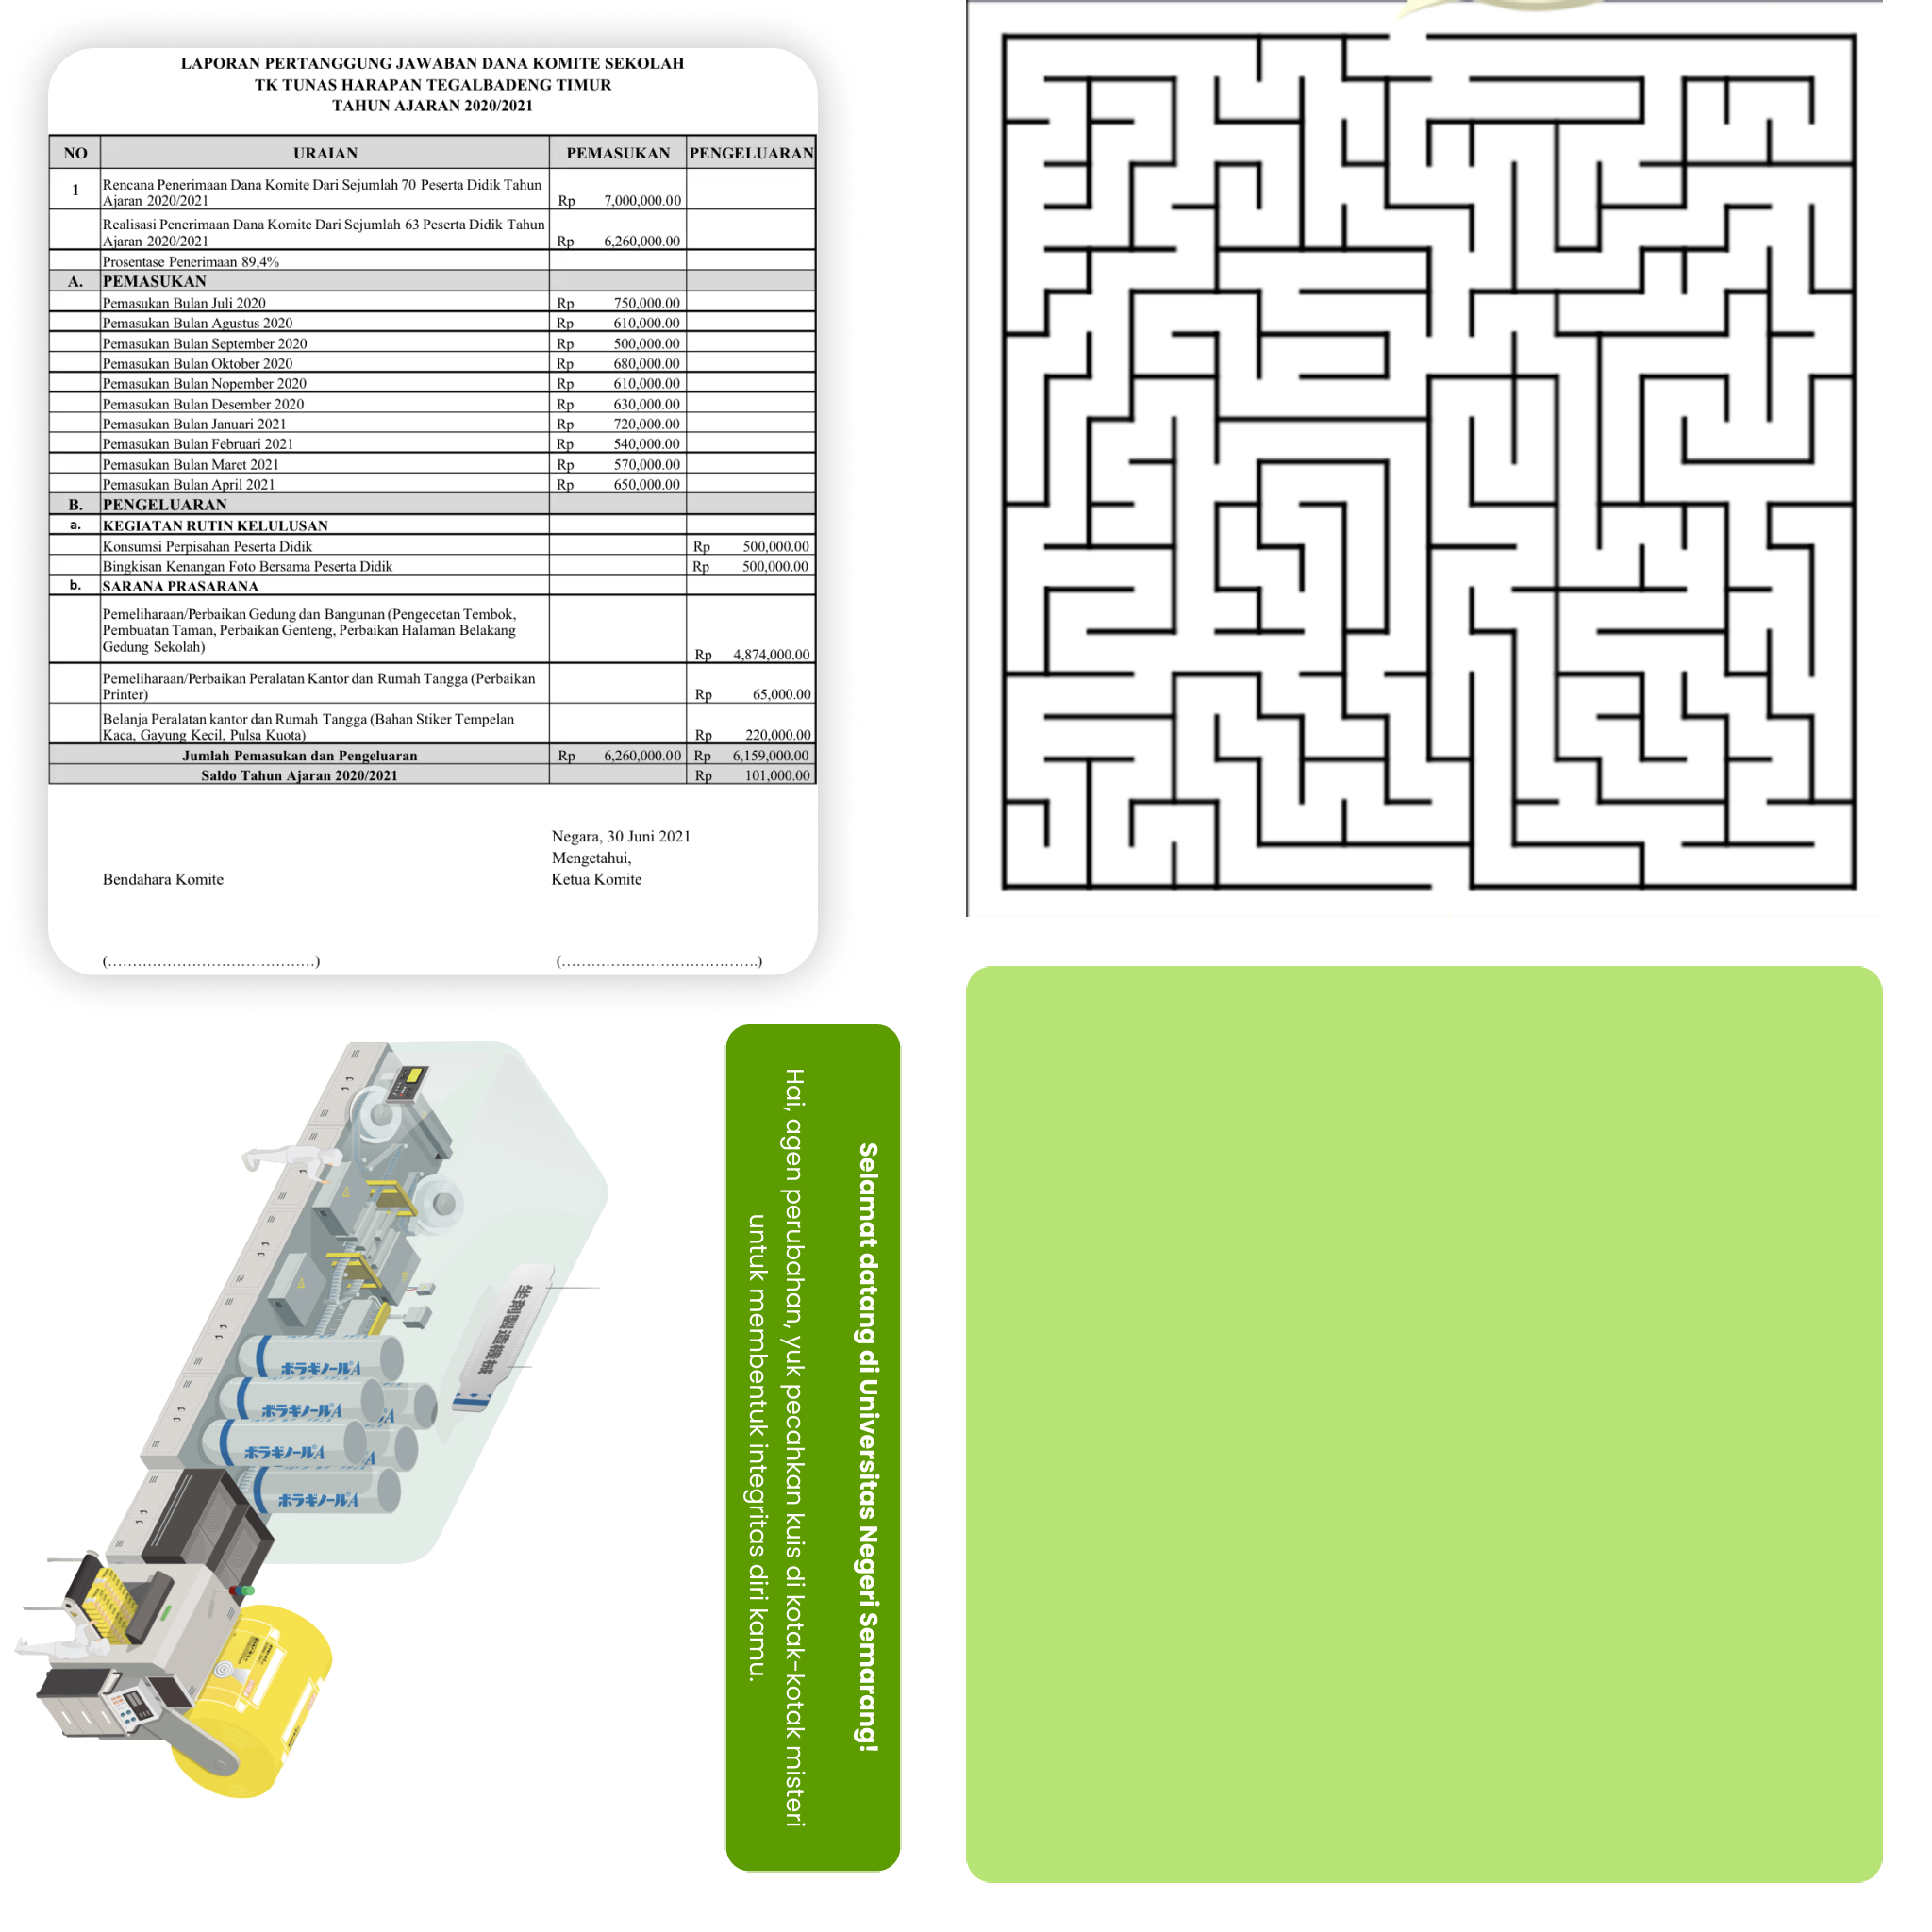 LAPORAN PERTANGGUNG JAWABAN DANA KOMITE SEKOLAH
TK TUNAS HARAPAN TEGALBADENG TIMUR
TAHUN AJARAN 2020/2021
NO URAIAN PEMASUKAN PENGELUARAN
1 Rencana Penerimaan Dana Komite Dari Sejumlah 70 Peserta Didik Tahun
Ajaran 2020/2021 Rp 7,000,000.00
Realisasi Penerimaan Dana Komite Dari Sejumlah 63 Peserta Didik Tahun
Ajaran 2020/2021 Rp 6,260,000.00
Prosentase Penerimaan 89,4%
A. PEMASUKAN
Pemasukan Bulan Juli 2020 Rp 750,000.00
Pemasukan Bulan Agustus 2020 Rp 610,000.00
Pemasukan Bulan September 2020 Rp 500,000.00
Pemasukan Bulan Oktober 2020 Rp 680,000.00
Pemasukan Bulan Nopember 2020 Rp 610,000.00
Pemasukan Bulan Desember 2020 Rp 630,000.00
Pemasukan Bulan Januari 2021 Rp 720,000.00
Pemasukan Bulan Februari 2021 Rp 540,000.00
Pemasukan Bulan Maret 2021 Rp 570,000.00
Pemasukan Bulan April 2021 Rp 650,000.00
B. PENGELUARAN
a. KEGIATAN RUTIN KELULUSAN
Konsumsi Perpisahan Peserta Didik Rp 500,000.00
Bingkisan Kenangan Foto Bersama Peserta Didik Rp 500,000.00
b. SARANA PRASARANA
Pemeliharaan/Perbaikan Gedung dan Bangunan (Pengecetan Tembok,
Pembuatan Taman, Perbaikan Genteng, Perbaikan Halaman Belakang
Gedung Sekolah) Rp 4,874,000.00
Pemeliharaan/Perbaikan Peralatan Kantor dan Rumah Tangga (Perbaikan
Printer) Rp 65,000.00
Belanja Peralatan kantor dan Rumah Tangga (Bahan Stiker Tempelan
Kaca, Gayung Kecil, Pulsa Kuota) Rp 220,000.00
Jumlah Pemasukan dan Pengeluaran Rp 6,260,000.00 Rp 6,159,000.00
Saldo Tahun Ajaran 2020/2021 Rp 101,000.00
Negara, 30 Juni 2021
Mengetahui,
Bendahara Komite Ketua Komite
(........................................) (.......................................)
坐剤製造機械
ボラギノールA
ボラギノールA
ボラギノールA
ボラギノールA
Selamat datang di Universitas Negeri Semarang!
Hai, agen perubahan, yuk pecahkan kuis di kotak-kotak misteri
untuk membentuk integritas diri kamu.